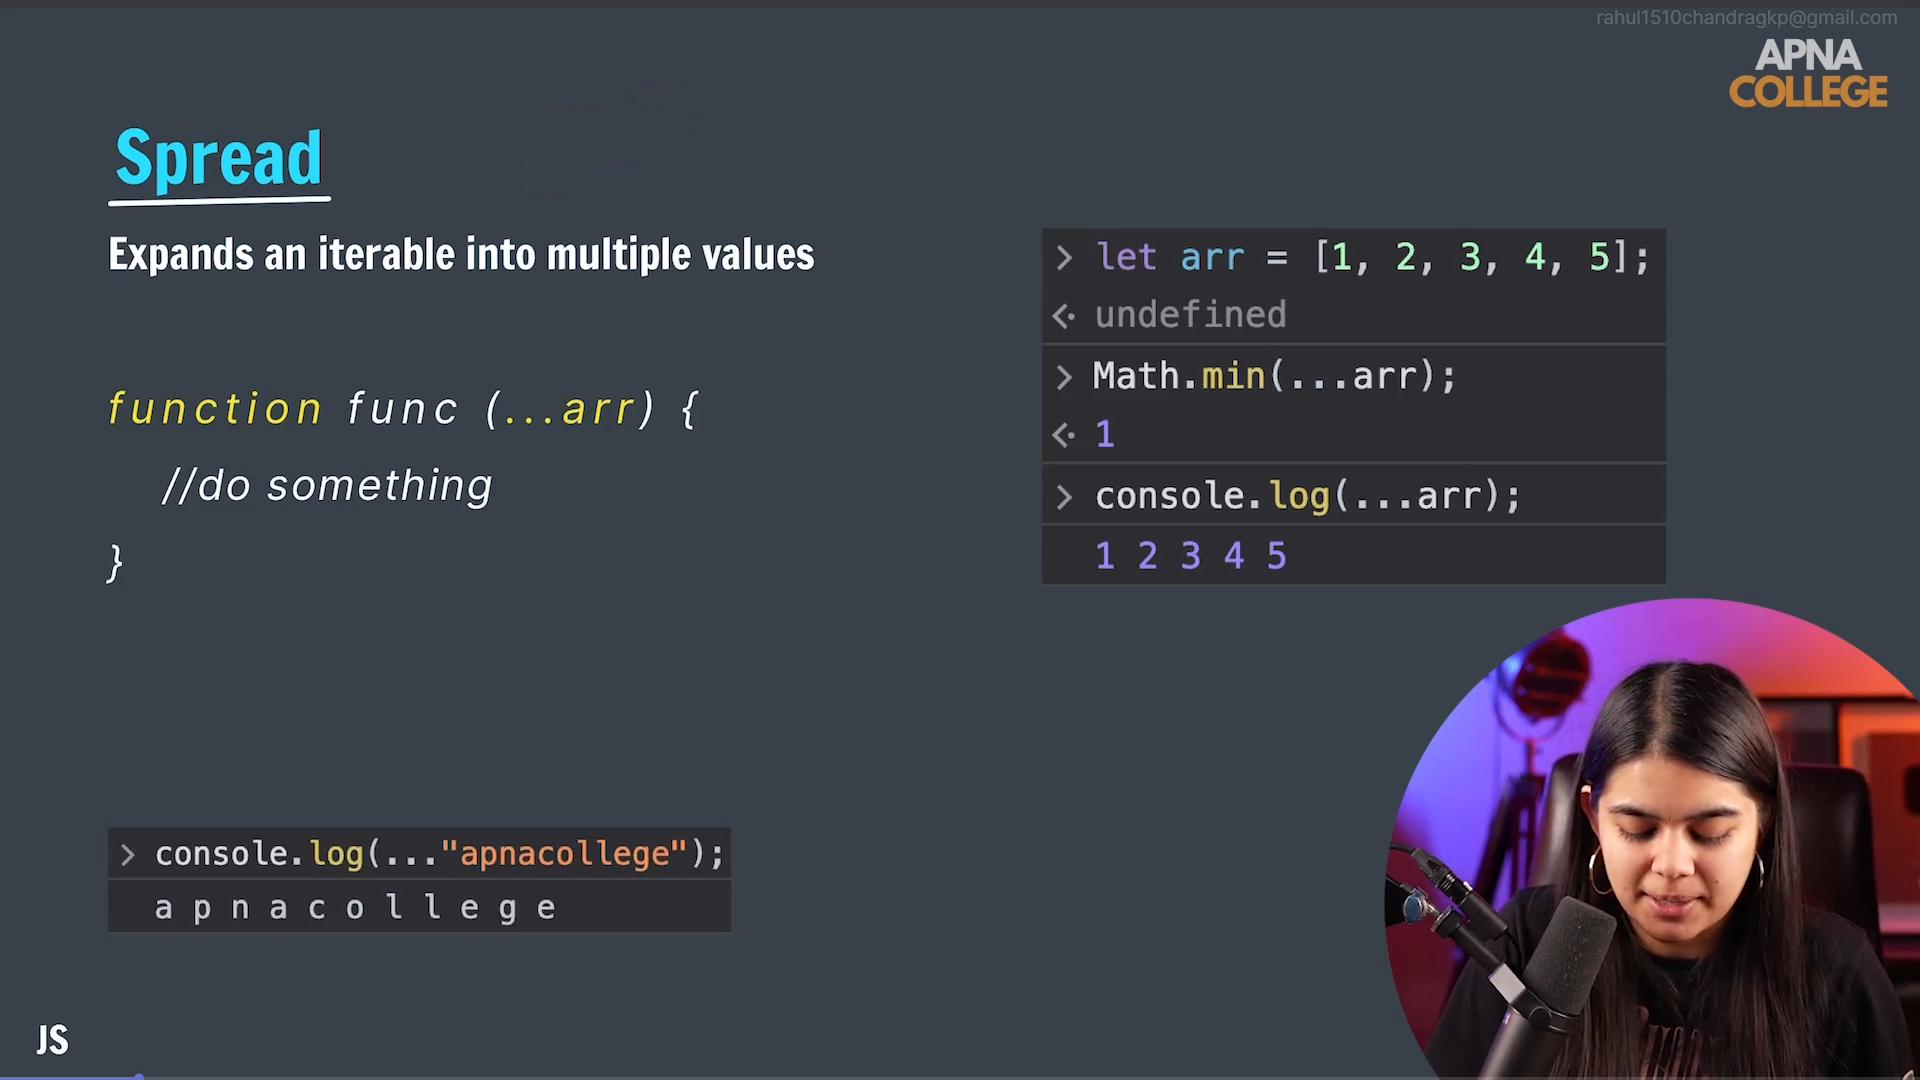 rahul1510chandragkp@gmail.com
APNA
COLLEGE
Spread
Expands an iterable into multiple values
function func (...arr) {
//do something
}
> let arr = [1, 2, 3, 4, 5];
undefined
> Math.min(...arr);
1
> console.log(...arr);
1 2 3 4 5
> console.log(..."apnacollege");
a p n a c o l l e g e
JS